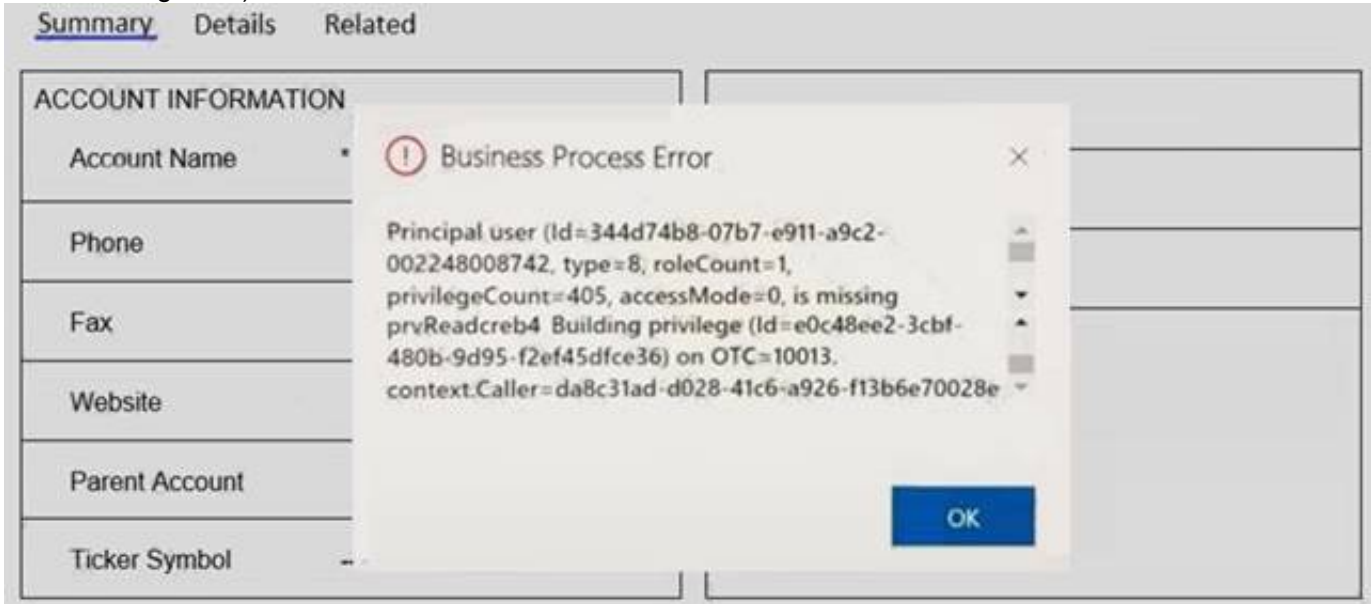 Summary Details Related
ACCOUNT INFORMATION
Account Name *
Business Process Error
Phone
Principal user (Id=344d74b8-07b7-e911-a9c2-
002248008742, type=8, roleCount=1,
privilegeCount=405, accessMode=0, is missing
prvReadcreb4 Building privilege (Id=e0c48ee2-3cbf-
480b-9d95-f2ef45dfce36) on OTC=10013.
context.Caller=da8c31ad-d028-41c6-a926-f13b6e70028e
Fax
Website
Parent Account
OK
Ticker Symbol --